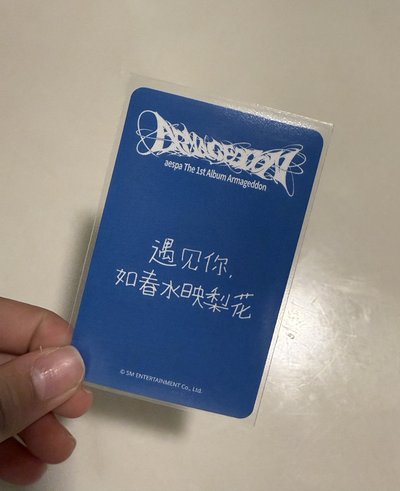 ARMAGEDDON
aespa The 1st Album Armageddon
遇见你,
如春水映梨花
© SM ENTERTAINMENT Co., Ltd.